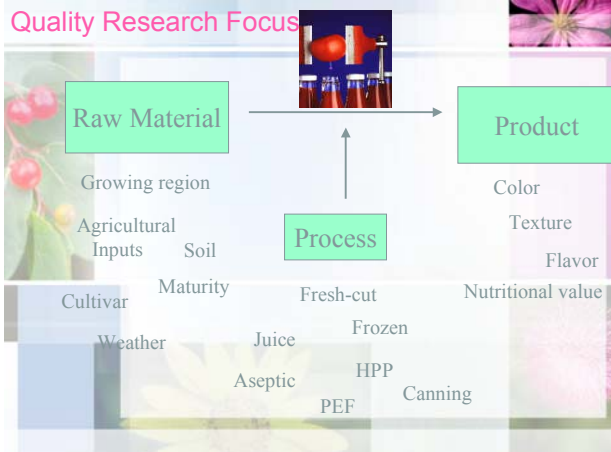 Quality Research Focus
Raw Material
Product
Process
Growing region
Agricultural
Inputs
Soil
Maturity
Cultivar
Weather
Fresh-cut
Juice
Frozen
Aseptic
HPP
Canning
PEF
Color
Texture
Flavor
Nutritional value